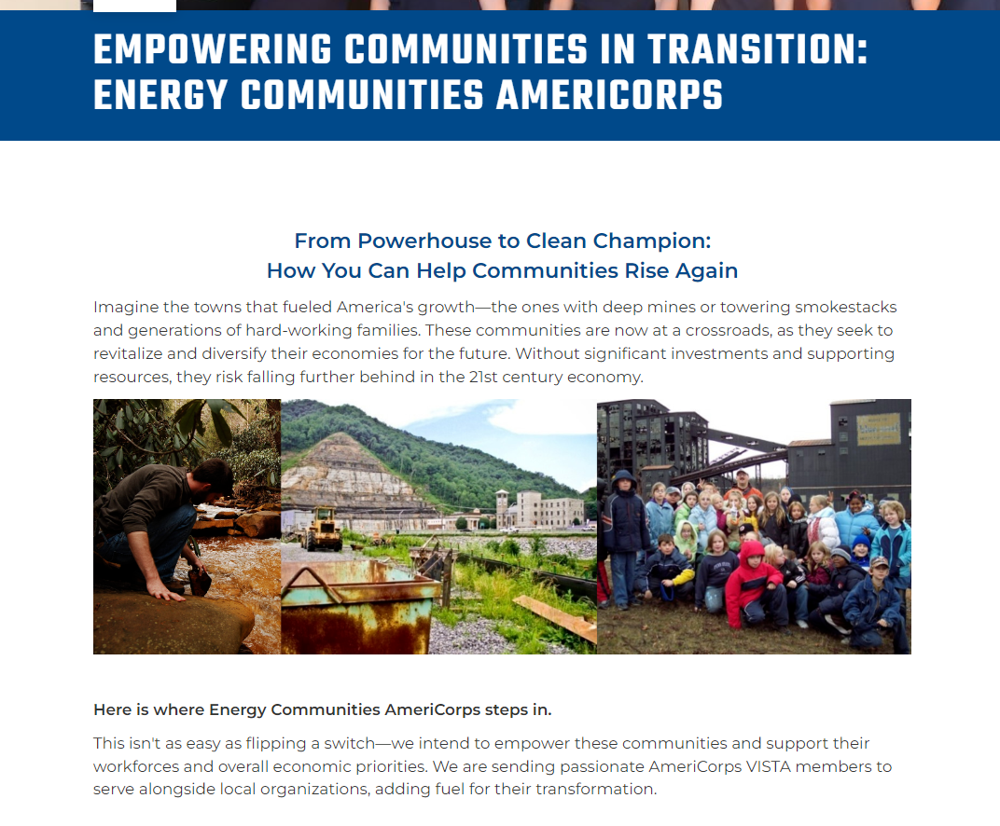 EMPOWERING COMMUNITIES IN TRANSITION:
ENERGY COMMUNITIES AMERICORPS
From Powerhouse to Clean Champion:
How You Can Help Communities Rise Again
Imagine the towns that fueled America's growth—the ones with deep mines or towering smokestacks
and generations of hard-working families. These communities are now at a crossroads, as they seek to
revitalize and diversify their economies for the future. Without significant investments and supporting
resources, they risk falling further behind in the 21st century economy.
Here is where Energy Communities AmeriCorps steps in.
This isn't as easy as flipping a switch—we intend to empower these communities and support their
workforces and overall economic priorities. We are sending passionate AmeriCorps VISTA members to
serve alongside local organizations, adding fuel for their transformation.